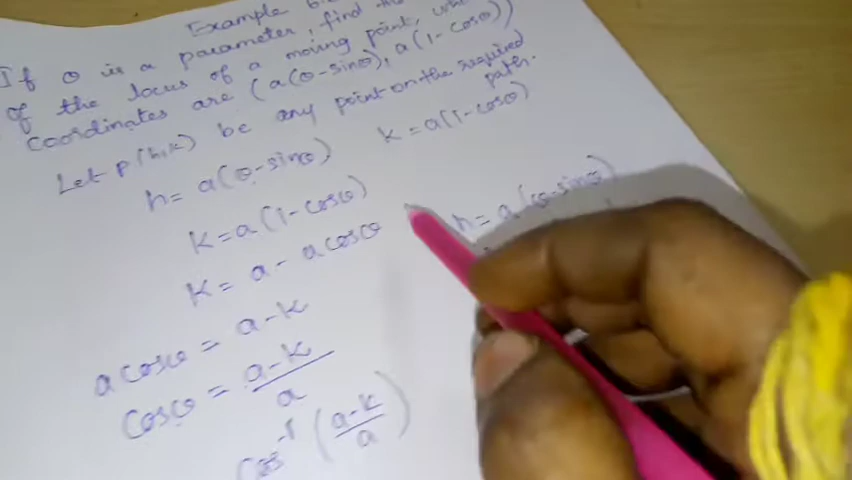 Example
If θ is a parameter, find the
of the locus of a moving point,
coordinates are (a(θ-sinθ), a(1-cosθ))
Let P(h,k) be any point on the required path.
h = a(θ-sinθ) k = a(1-cosθ)
k = a(1-cosθ) h = a(θ-sinθ)
k = a - a cosθ
a cosθ = a-k
cosθ = a-k / a
cos⁻¹ (a-k / a)